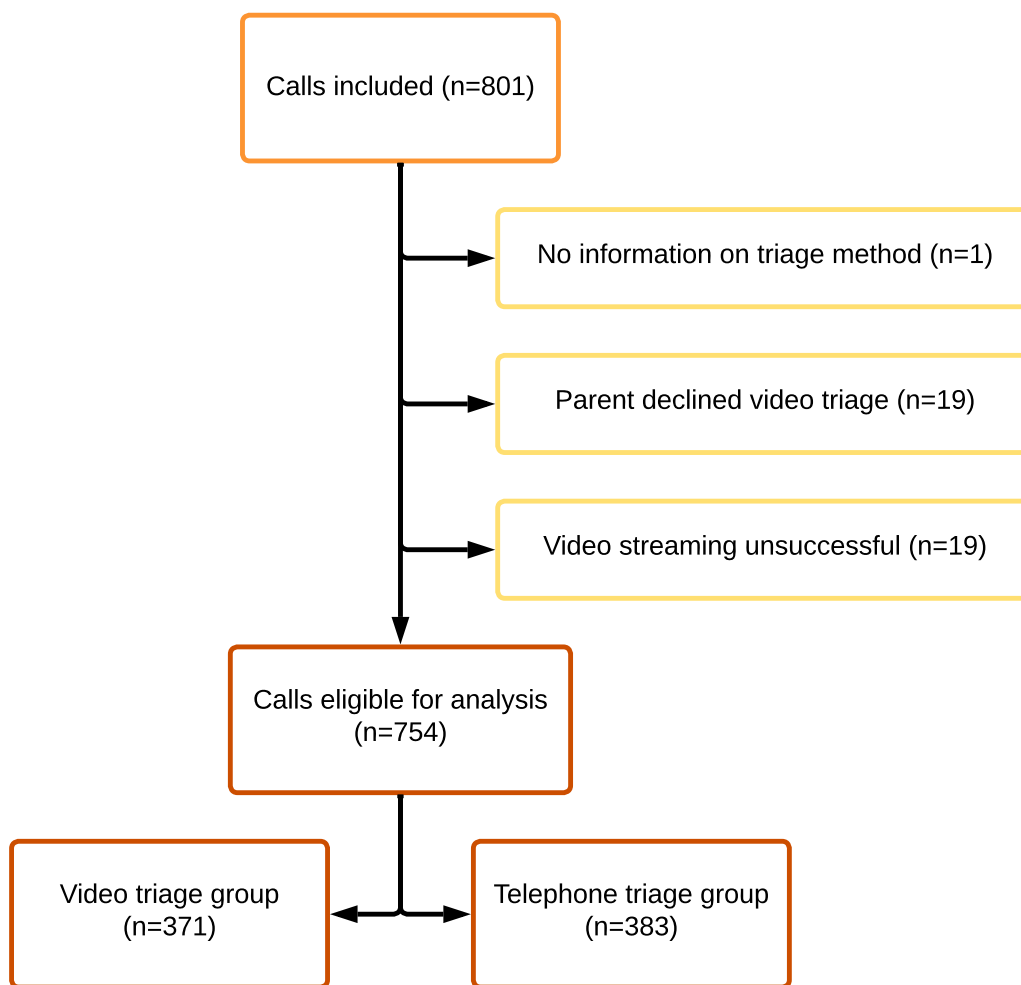 Calls included (n=801)
No information on triage method (n=1)
Parent declined video triage (n=19)
Video streaming unsuccessful (n=19)
Calls eligible for analysis
(n=754)
Video triage group
(n=371)
Telephone triage group
(n=383)